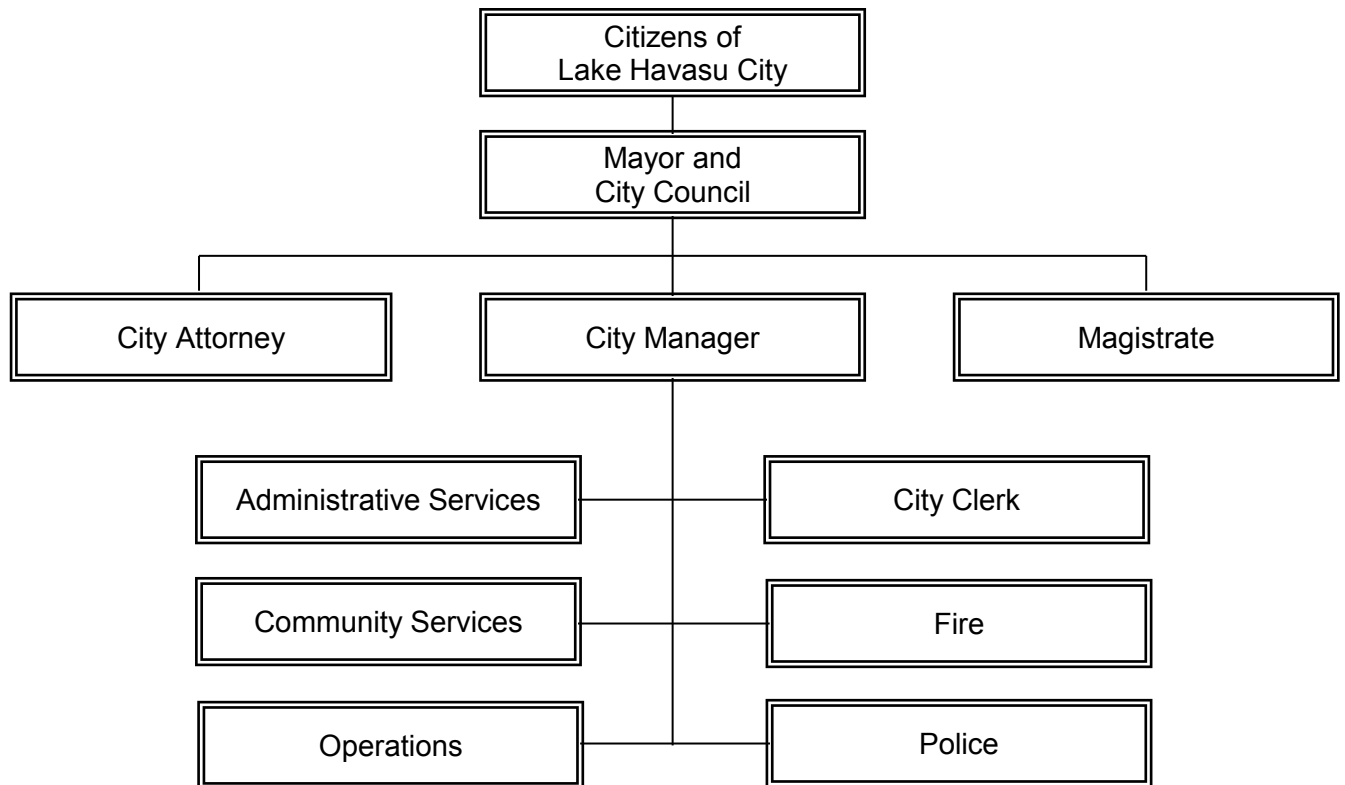 Citizens of
Lake Havasu City
Mayor and
City Council
City Attorney
City Manager
Magistrate
Administrative Services
City Clerk
Community Services
Fire
Operations
Police